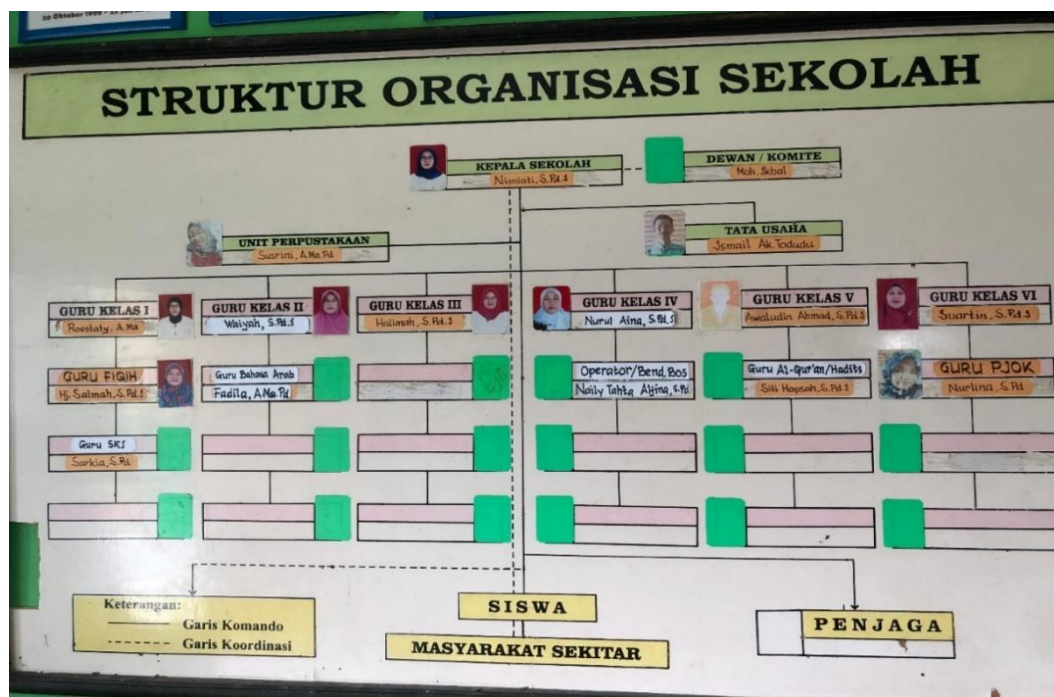 STRUKTUR ORGANISASI SEKOLAH
KEPALA SEKOLAH
Nismiati, S.Pd.I
DEWAN / KOMITE
Moh. Ikbal
UNIT PERPUSTAKAAN
Susrini, A.Ma.Pd
TATA USAHA
Ismail Ak.Todudu
GURU KELAS I
Roeslaty, A.Ma
GURU KELAS II
Waiyah, S.Pd.I
GURU KELAS III
Halimah, S.Pd.I
GURU KELAS IV
Nurul Aina, S.Pd.I
GURU KELAS V
Awaludin Ahmad, S.Pd.I
GURU KELAS VI
Suartin, S.Pd.I
GURU FIQIH
Hj. Salmah, S.Pd.I
Guru Bahasa Arab
Fadila, A.Ma.Pd
Operator/Bend. Bos
Naily Tahta Alfina, S.Pd
Guru Al-Qur'an/Hadits
Siti Hapsah, S.Pd.I
GURU PJOK
Nurlina, S.Pd
Guru SKI
Sarkia, S.Pd
Keterangan:
Garis Komando
Garis Koordinasi
SISWA
MASYARAKAT SEKITAR
PENJAGA